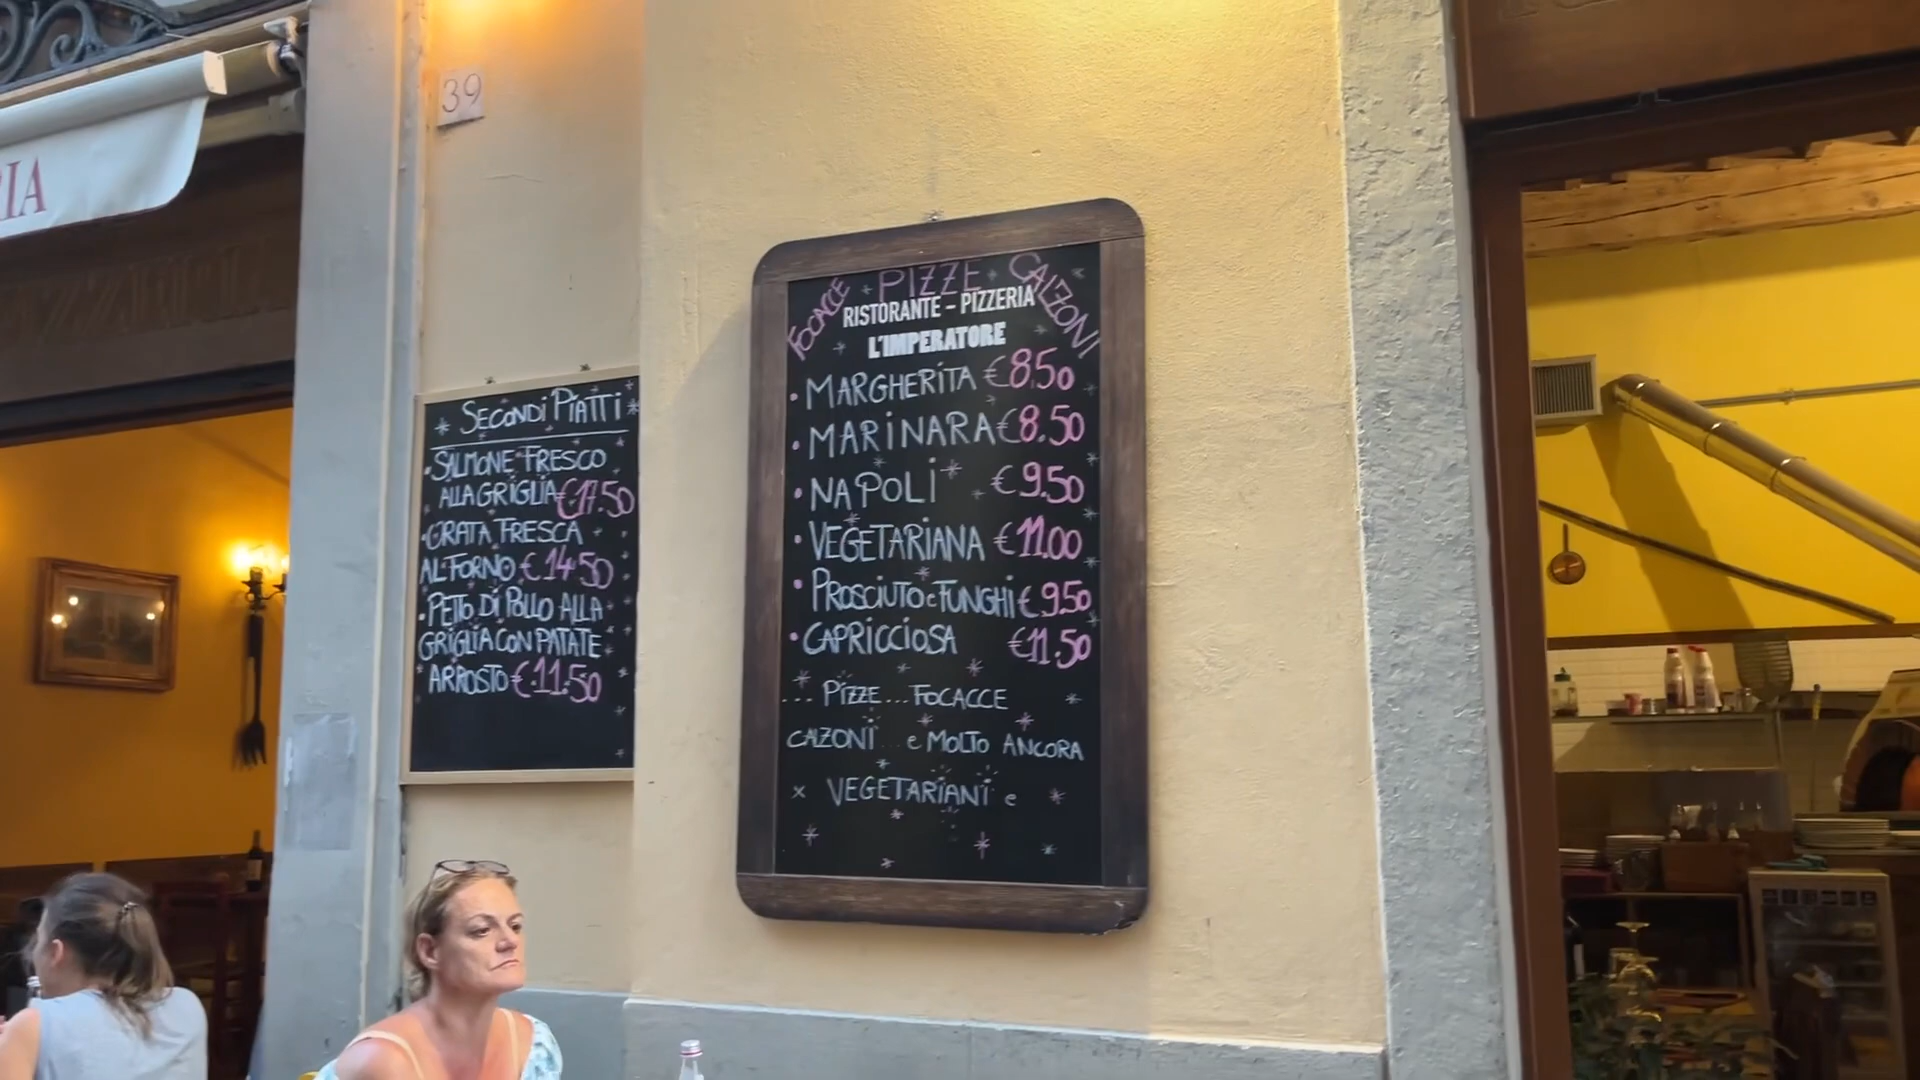 39
SECONDI PIATTI
SALMONE FRESCO
ALLA GRIGLIA €17.50
ORATA FRESCA
AL FORNO €14.50
PETTO DI POLLO ALLA
GRIGLIA CON PATATE
ARROSTO €11.50
FOCACCE PIZZE CALZONI
RISTORANTE - PIZZERIA
L'IMPERATORE
MARGHERITA €8.50
MARINARA €8.50
NAPOLI €9.50
VEGETARIANA €11.00
PROSCIUTO e FUNGHI €9.50
CAPRICCIOSA €11.50
... PIZZE ... FOCACCE
CALZONI ... e MOLTO ANCORA
x VEGETARIANI e